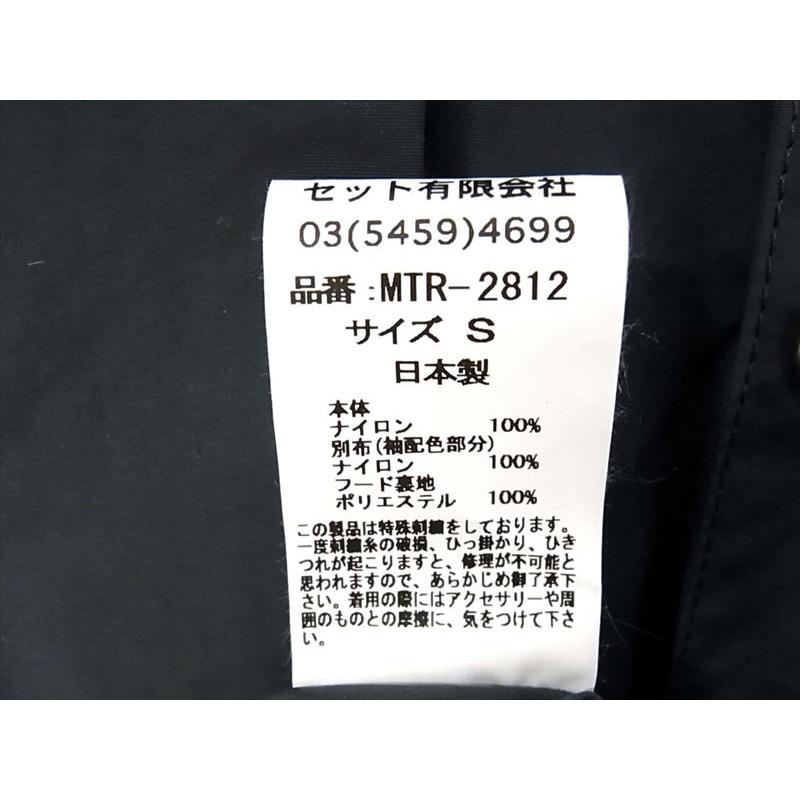 セット有限会社
03(5459)4699
品番:MTR-2812
サイズ S
日本製
本体
ナイロン 100%
別布(袖配色部分)
ナイロン 100%
フード裏地
ポリエステル 100%
この製品は特殊刺繍をしております。
一度刺繍糸の破損、ひっ掛かり、ひき
つれが起こりますと、修理が不可能と
思われますので、あらかじめ御了承下
さい。着用の際にはアクセサリーや周
囲のものとの摩擦に、気をつけて下さ
い。